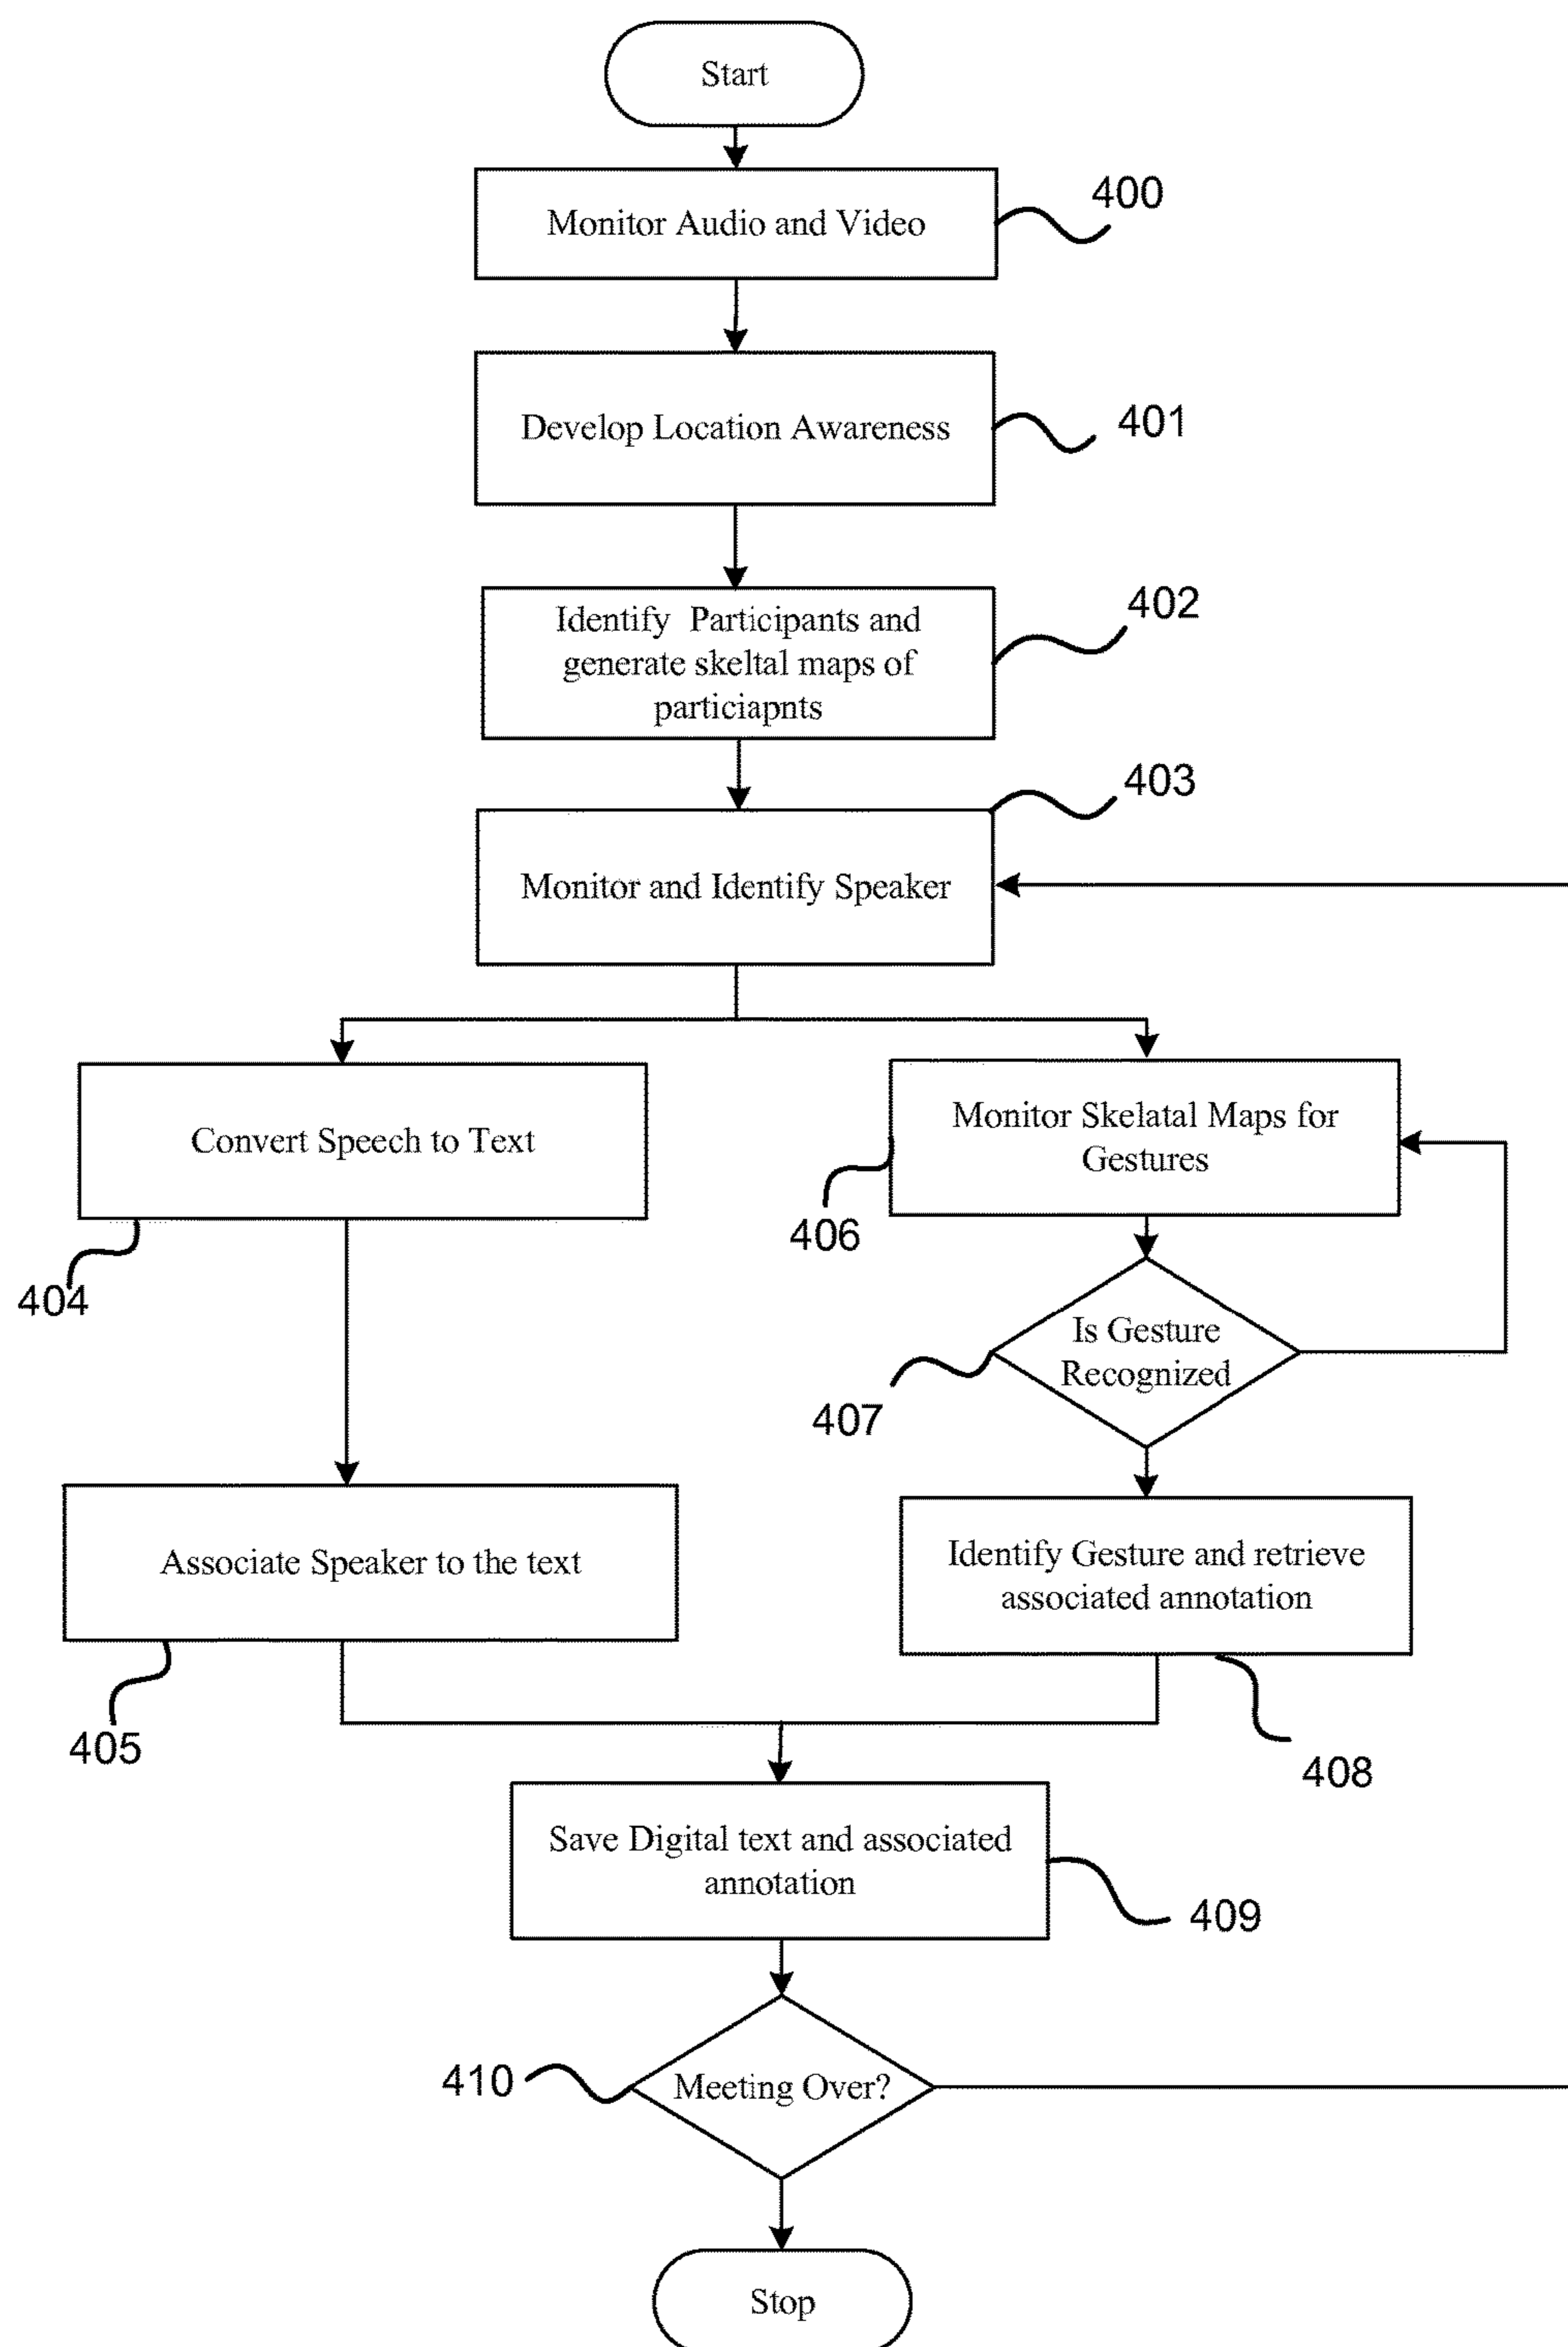 Start
Monitor Audio and Video
400
Develop Location Awareness
401
Identify Participants and
generate skeltal maps of
particiapnts
402
403
Monitor and Identify Speaker
Convert Speech to Text
404
Monitor Skelatal Maps for
Gestures
406
Is Gesture
Recognized
407
Associate Speaker to the text
405
Identify Gesture and retrieve
associated annotation
408
Save Digital text and associated
annotation
409
410
Meeting Over?
Stop